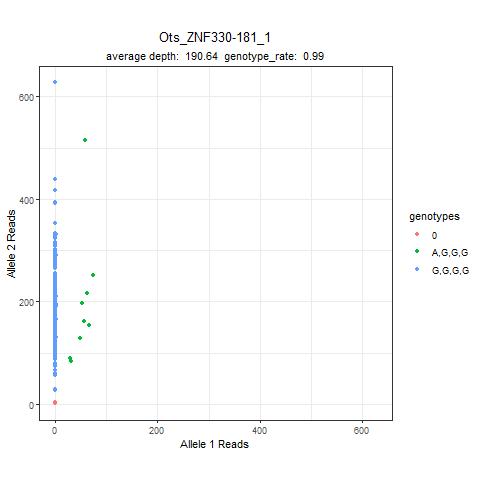 Ots_ZNF330-181_1
average depth: 190.64 genotype_rate: 0.99
600
400
200
0
0
200
400
600
Allele 1 Reads
Allele 2 Reads
genotypes
0
A,G,G,G
G,G,G,G